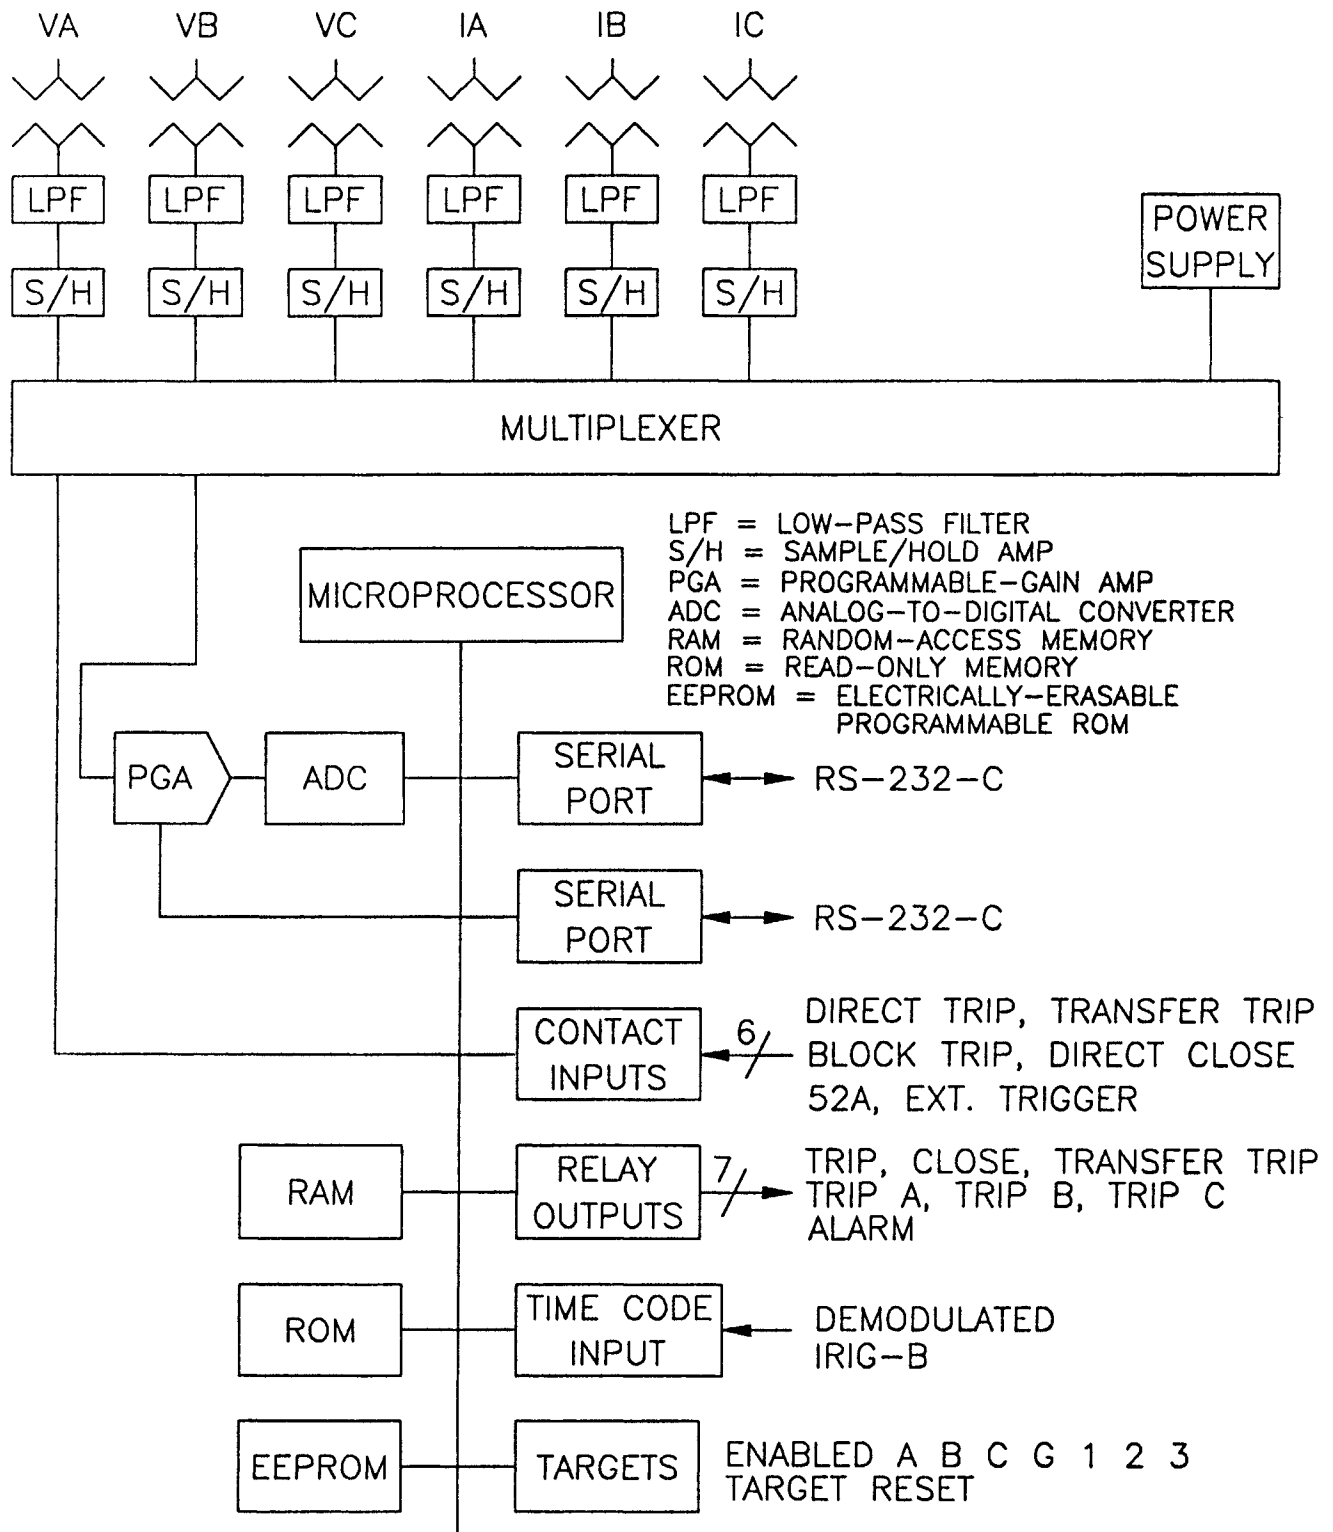 VA VB VC IA IB IC
LPF LPF LPF LPF LPF LPF
POWER
SUPPLY
S/H S/H S/H S/H S/H S/H
MULTIPLEXER
LPF = LOW-PASS FILTER
S/H = SAMPLE/HOLD AMP
PGA = PROGRAMMABLE-GAIN AMP
ADC = ANALOG-TO-DIGITAL CONVERTER
RAM = RANDOM-ACCESS MEMORY
ROM = READ-ONLY MEMORY
EEPROM = ELECTRICALLY-ERASABLE
PROGRAMMABLE ROM
MICROPROCESSOR
PGA
ADC
SERIAL
PORT
RS-232-C
SERIAL
PORT
RS-232-C
CONTACT
INPUTS
6
DIRECT TRIP, TRANSFER TRIP
BLOCK TRIP, DIRECT CLOSE
52A, EXT. TRIGGER
RAM
RELAY
OUTPUTS
7
TRIP, CLOSE, TRANSFER TRIP
TRIP A, TRIP B, TRIP C
ALARM
ROM
TIME CODE
INPUT
DEMODULATED
IRIG-B
EEPROM
TARGETS
ENABLED A B C G 1 2 3
TARGET RESET